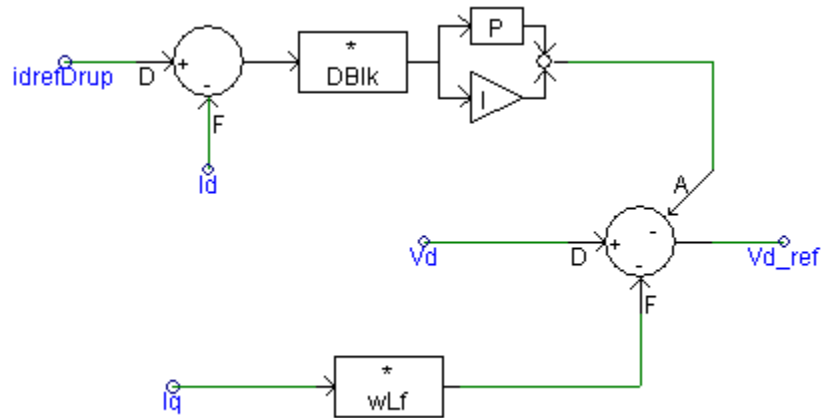 P
*
+
D
DBlk
idrefDrup
-
I
F
Id
A
-
Vd
D
+
-
Vd_ref
F
*
Iq
wLf